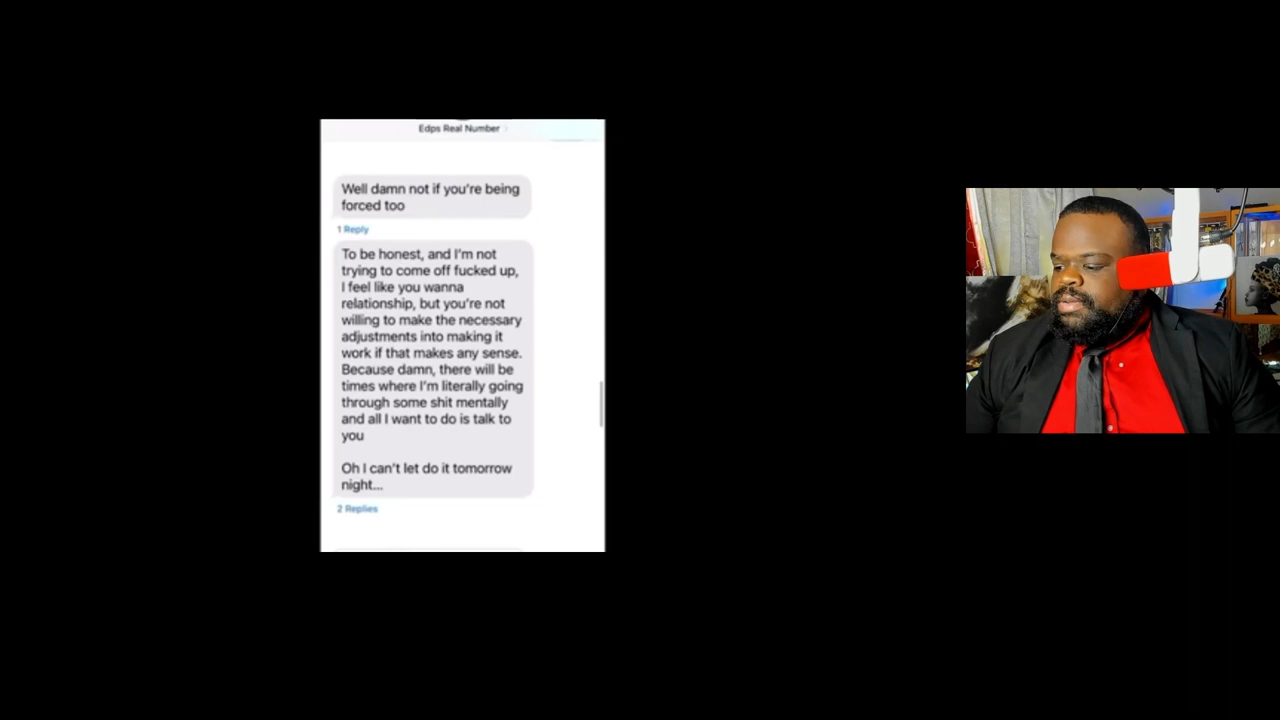 Edps Real Number
Well damn not if you're being
forced too
1 Reply
To be honest, and I'm not
trying to come off fucked up,
I feel like you wanna
relationship, but you're not
willing to make the necessary
adjustments into making it
work if that makes any sense.
Because damn, there will be
times where I'm literally going
through some shit mentally
and all I want to do is talk to
you
Oh I can't let do it tomorrow
night...
2 Replies